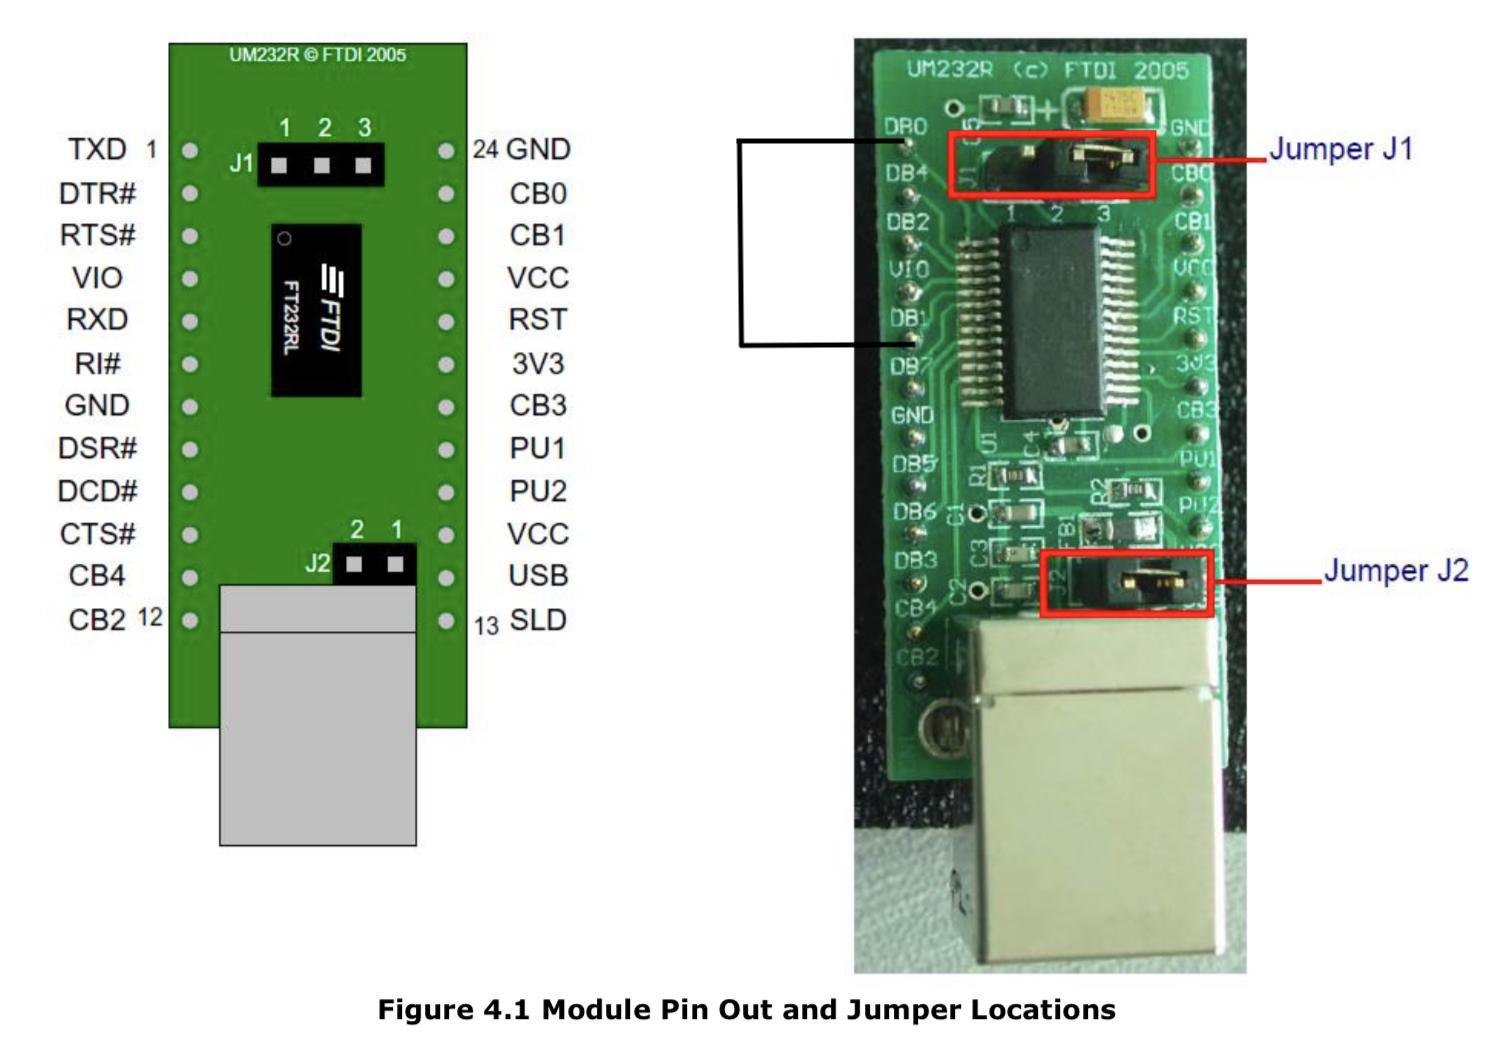 UM232R © FTDI 2005
1 2 3
J1
TXD 1
DTR#
RTS#
VIO
RXD
RI#
GND
DSR#
DCD#
CTS#
CB4
CB2 12
FTDI
FT232RL
2 1
J2
24 GND
CB0
CB1
VCC
RST
3V3
CB3
PU1
PU2
VCC
USB
13 SLD
UM232R (c) FTDI 2005
C5
+
J1
1 2 3
DB0
DB4
DB2
VIO
DB1
DB7
GND
DB5
DB6
DB3
CB4
CB2
GND
CB0
CB1
VCC
RST
3V3
CB3
PU1
PU2
U1
C4
R1
R2
C1
FB1
C3
C2
J2
Jumper J1
Jumper J2
Figure 4.1 Module Pin Out and Jumper Locations